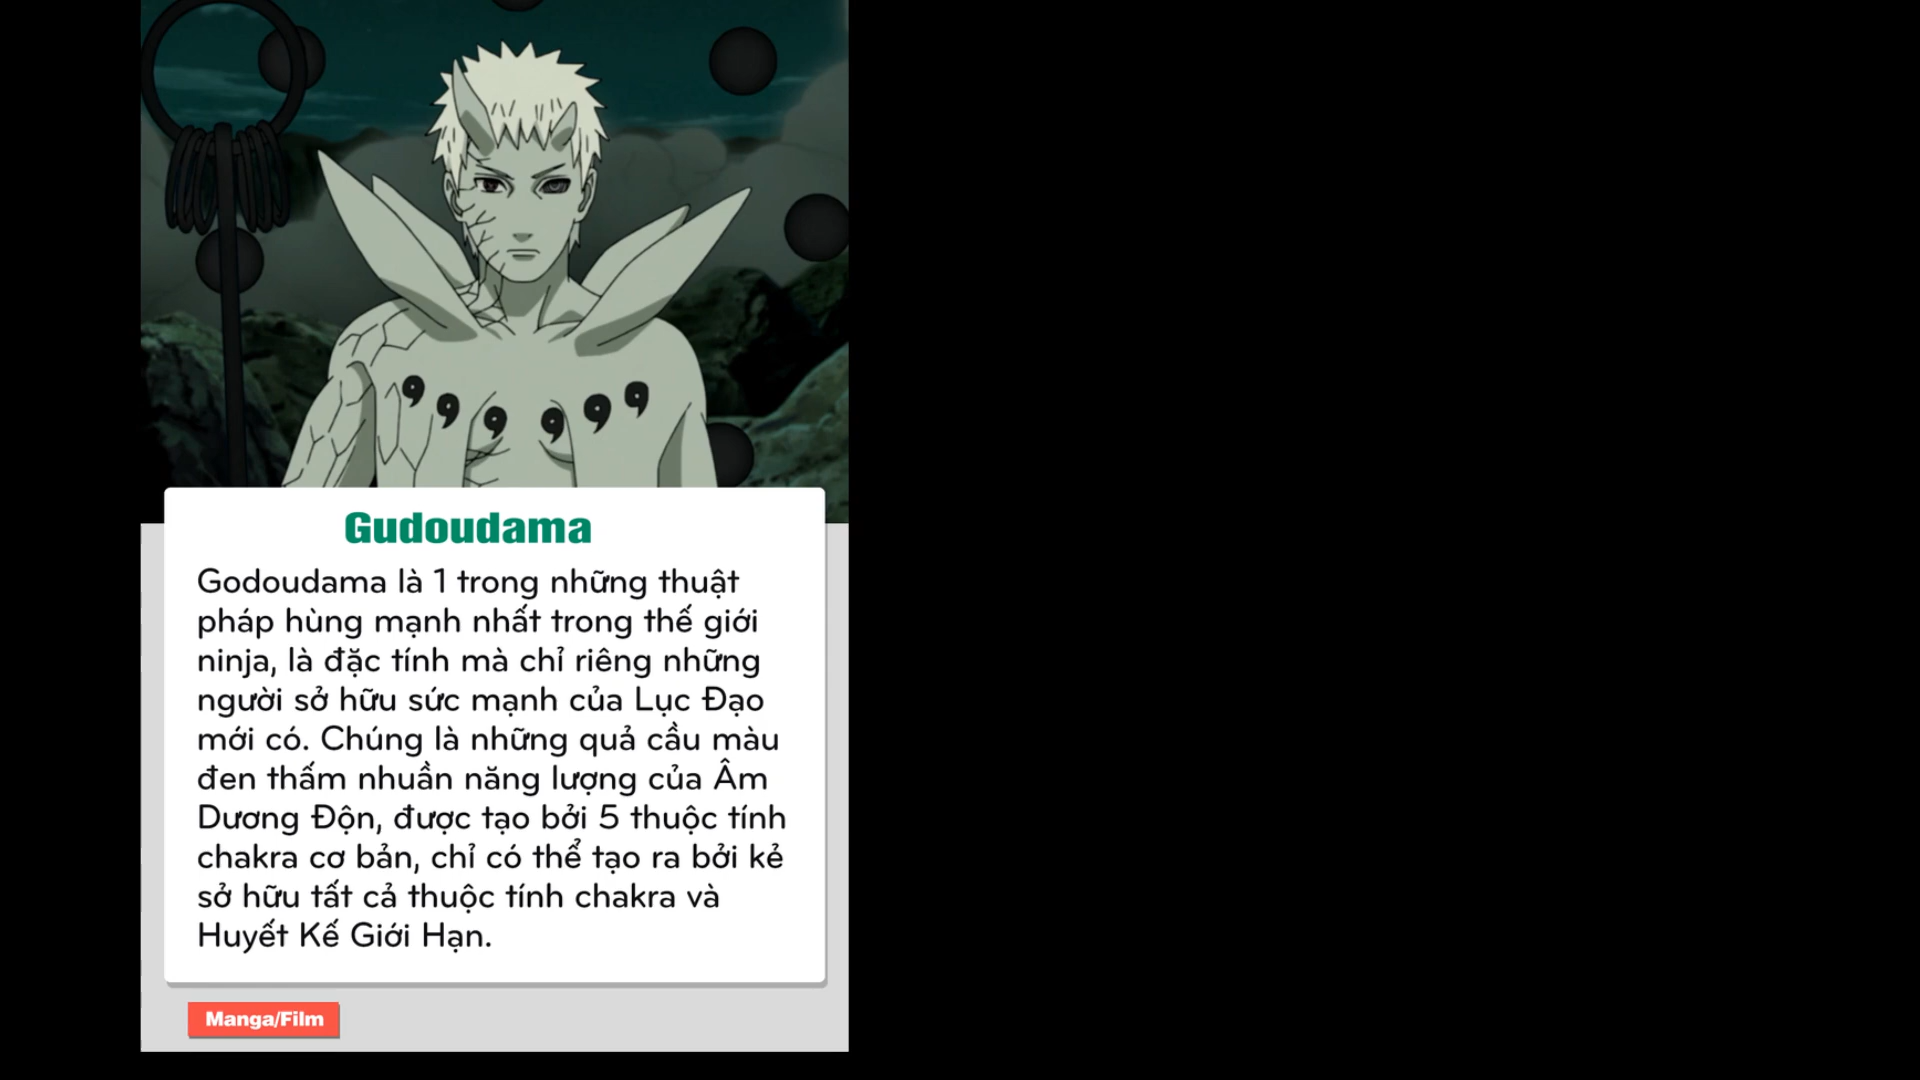 Gudoudama
Godoudama là 1 trong những thuật
pháp hùng mạnh nhất trong thế giới
ninja, là đặc tính mà chỉ riêng những
người sở hữu sức mạnh của Lục Đạo
mới có. Chúng là những quả cầu màu
đen thấm nhuần năng lượng của Âm
Dương Độn, được tạo bởi 5 thuộc tính
chakra cơ bản, chỉ có thể tạo ra bởi kẻ
sở hữu tất cả thuộc tính chakra và
Huyết Kế Giới Hạn.
Manga/Film